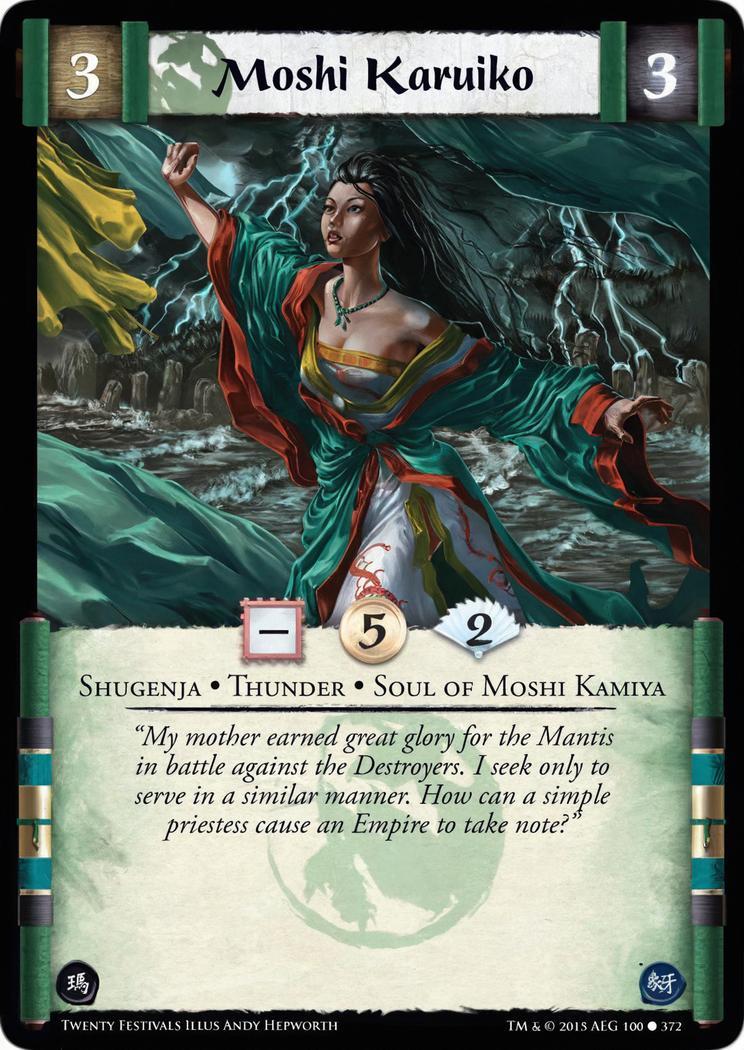 3 Moshi Karuiko 3
– 5 2
Shugenja • Thunder • Soul of Moshi Kamiya
“My mother earned great glory for the Mantis
in battle against the Destroyers. I seek only to
serve in a similar manner. How can a simple
priestess cause an Empire to take note?”
瑪 象牙
Twenty Festivals Illus Andy Hepworth TM & © 2015 AEG 100 ● 372